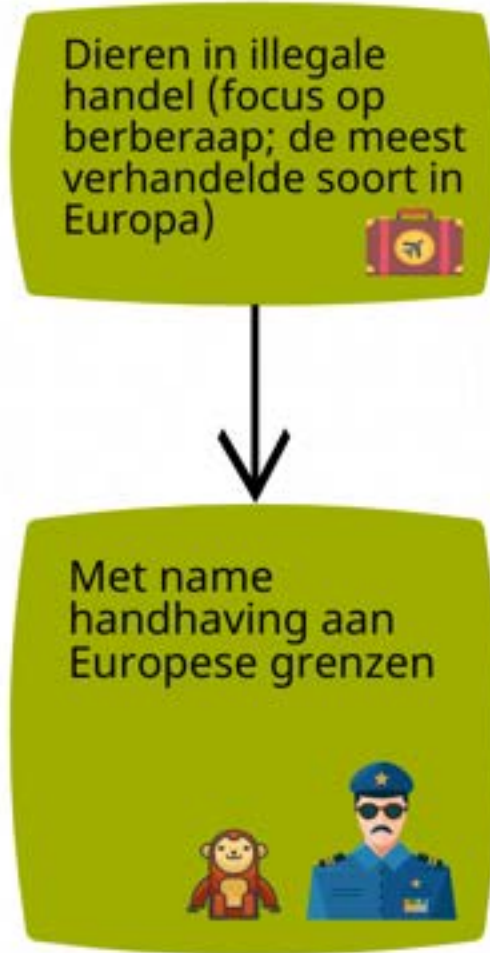 Dieren in illegale
handel (focus op
berberaap; de meest
verhandelde soort in
Europa)
Met name
handhaving aan
Europese grenzen